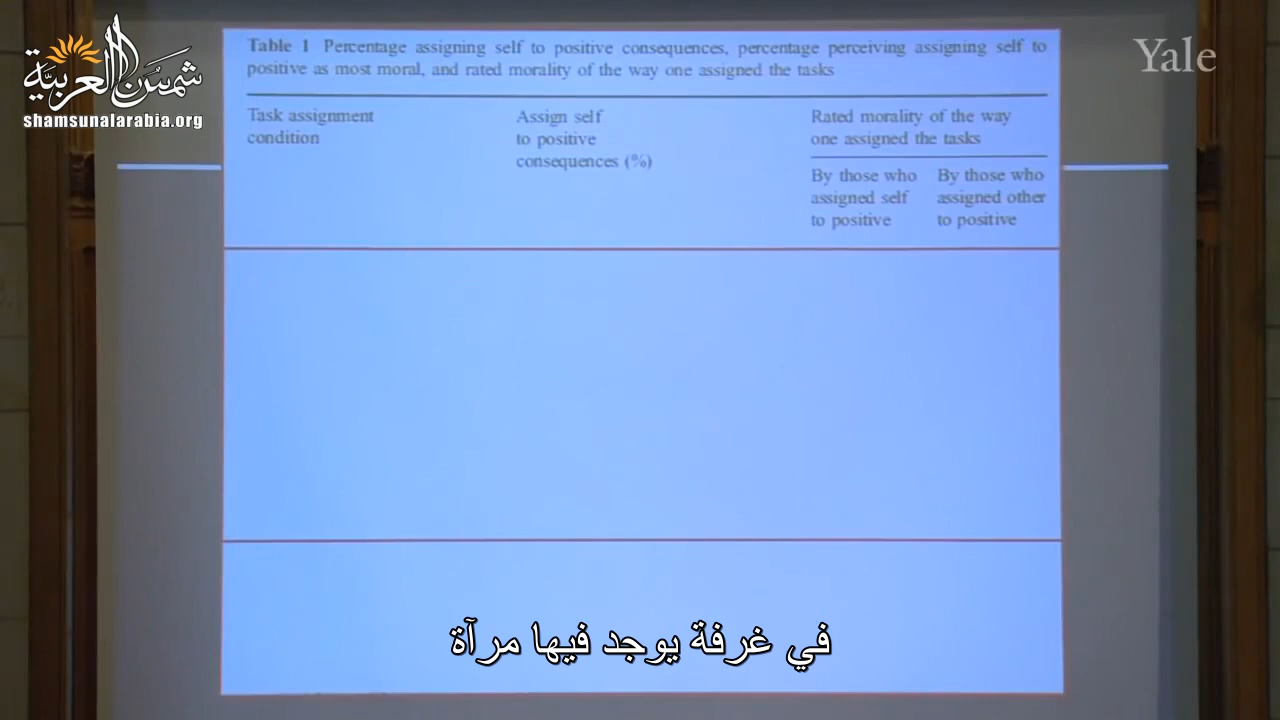 شمس العربية
shamsunalarabia.org
Yale
Table 1 Percentage assigning self to positive consequences, percentage perceiving assigning self to
positive as most moral, and rated morality of the way one assigned the tasks
Task assignment
condition
Assign self
to positive
consequences (%)
Rated morality of the way
one assigned the tasks
By those who
assigned self
to positive
By those who
assigned other
to positive
في غرفة يوجد فيها مرآة